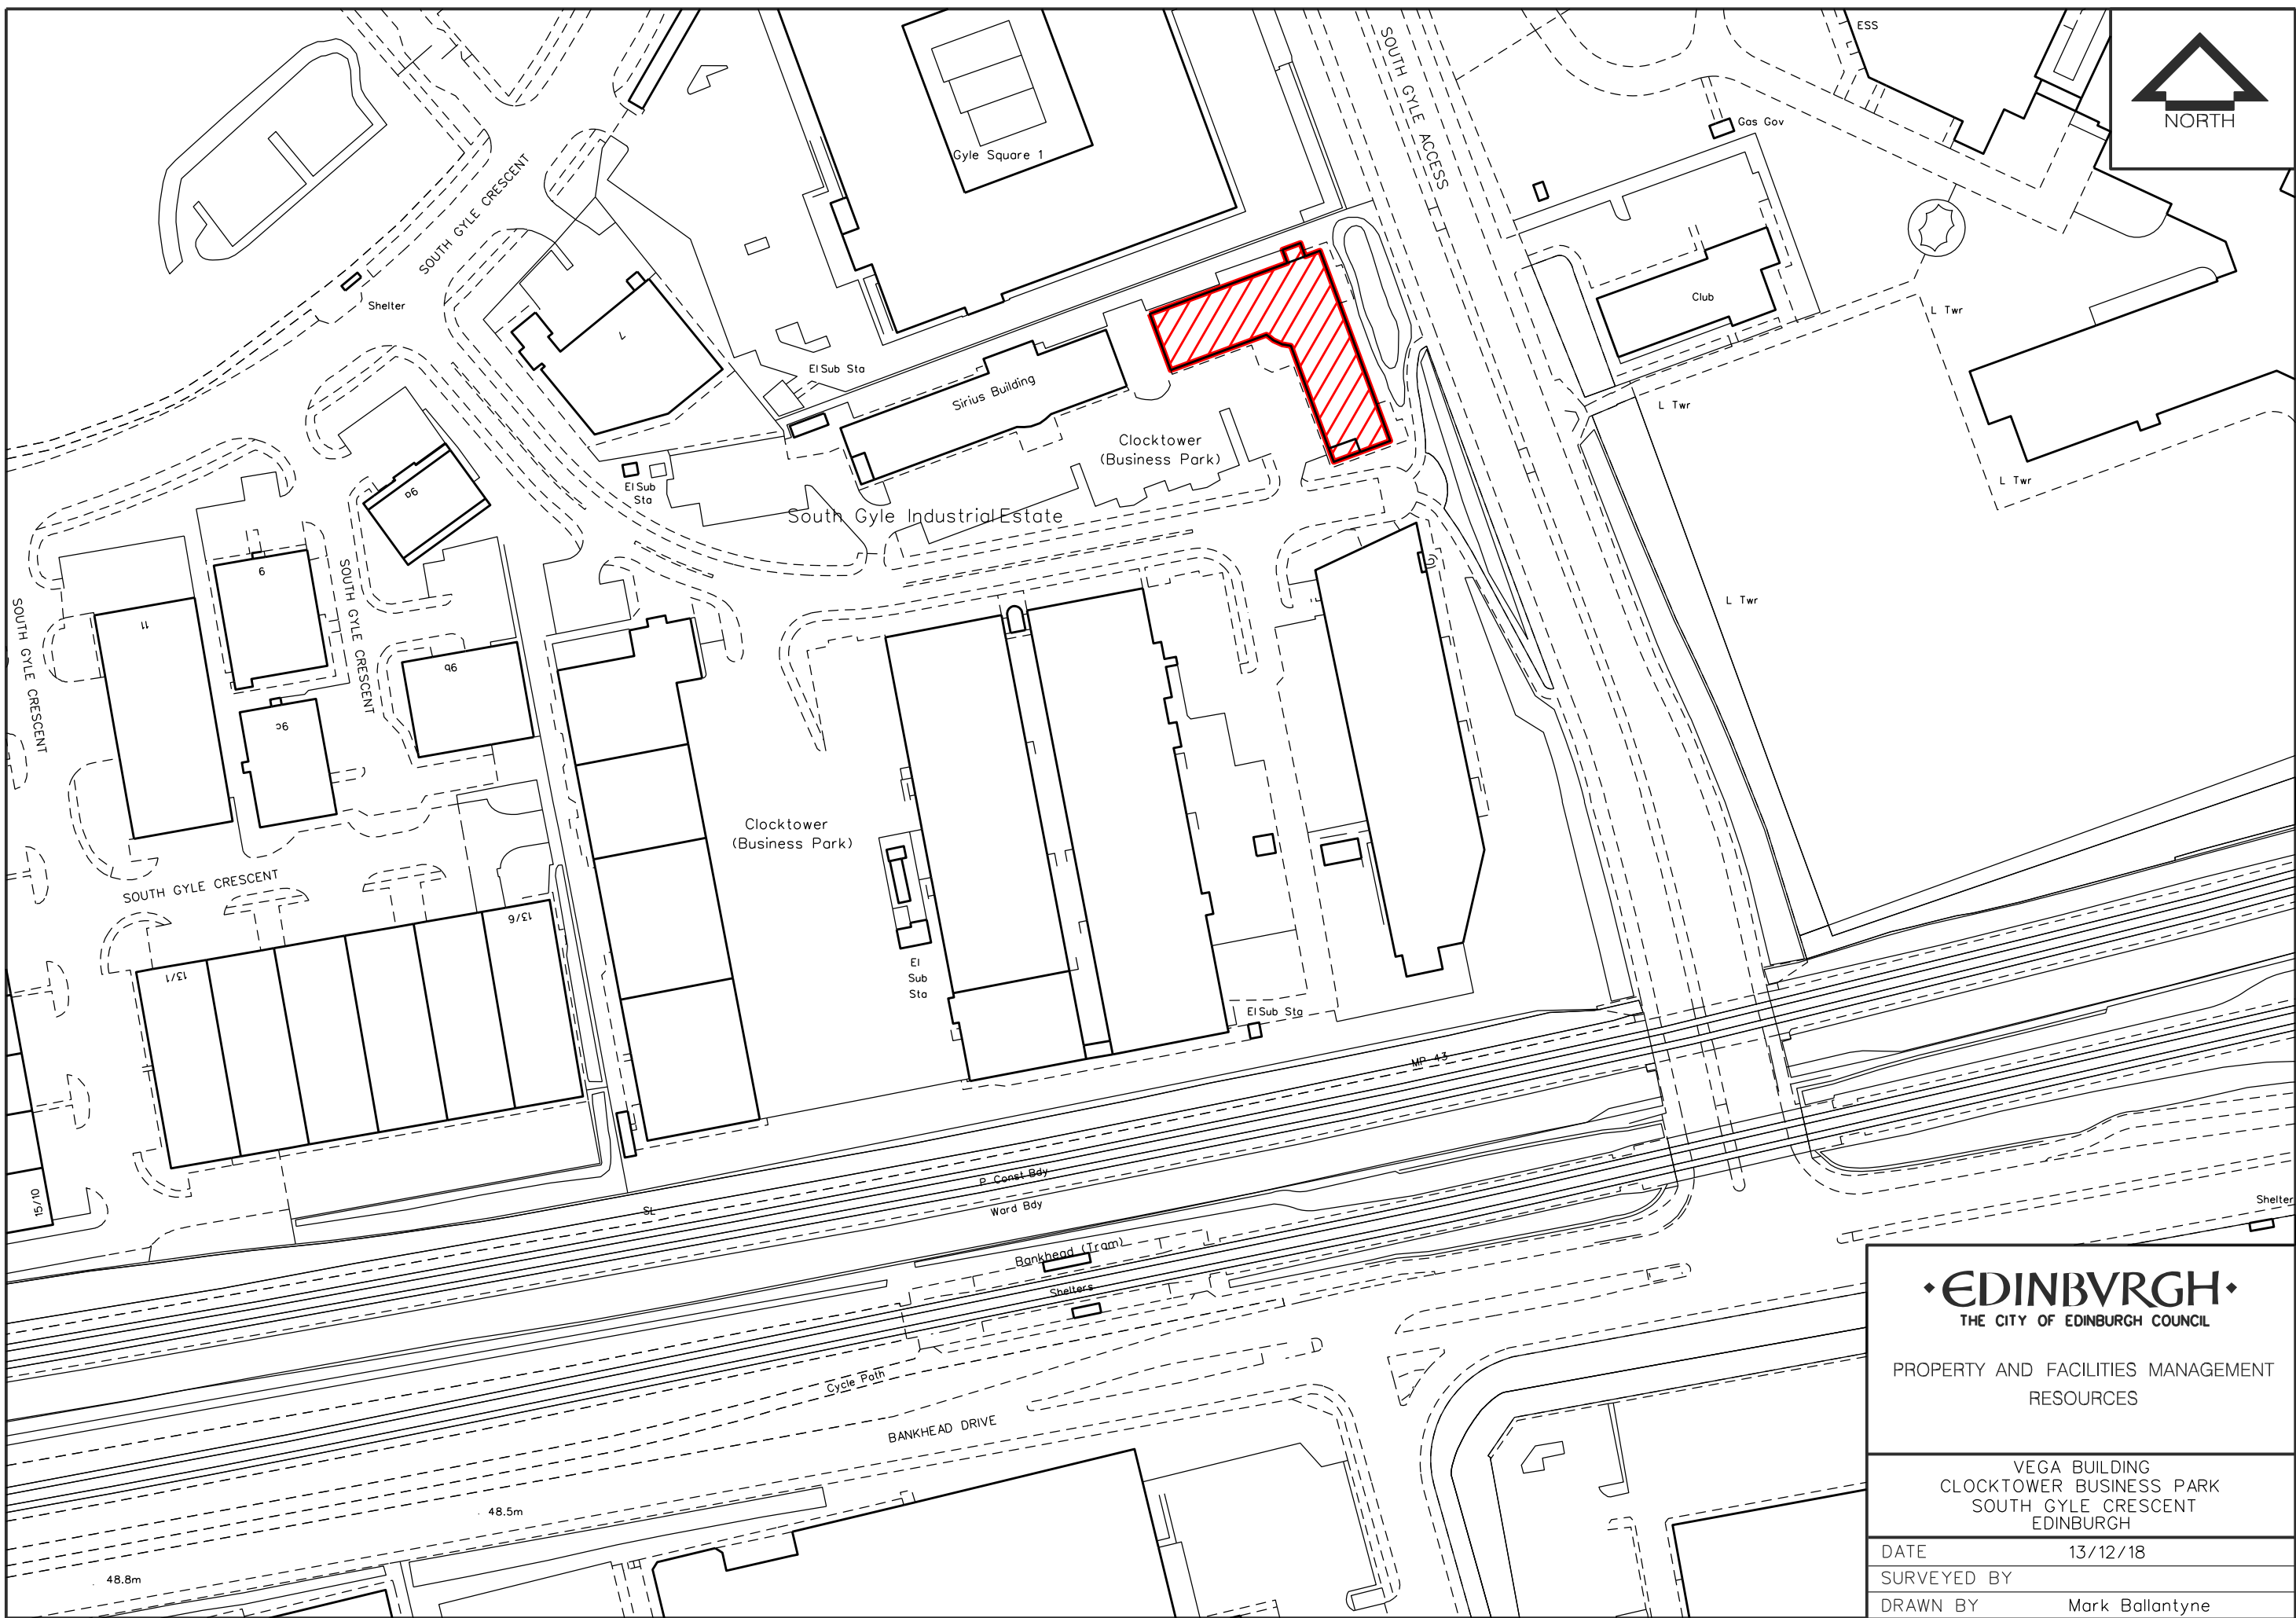 ESS
NORTH
SOUTH GYLE ACCESS
Gas Gov
Gyle Square 1
SOUTH GYLE CRESCENT
Shelter
Club
L Twr
7
El Sub Sta
Sirius Building
L Twr
Clocktower
(Business Park)
9a
El Sub
Sta
L Twr
South Gyle Industrial Estate
9
SOUTH GYLE CRESCENT
SOUTH GYLE CRESCENT
L Twr
11
9b
9c
Clocktower
(Business Park)
SOUTH GYLE CRESCENT
13/6
13/1
El
Sub
Sta
El Sub Sta
MP 43
P Const Bdy
Ward Bdy
SL
15/10
Shelter
Bankhead (Tram)
Shelters
Cycle Path
BANKHEAD DRIVE
48.5m
48.8m
·EDINBVRGH·
THE CITY OF EDINBURGH COUNCIL
PROPERTY AND FACILITIES MANAGEMENT
RESOURCES
VEGA BUILDING
CLOCKTOWER BUSINESS PARK
SOUTH GYLE CRESCENT
EDINBURGH
DATE 13/12/18
SURVEYED BY
DRAWN BY Mark Ballantyne